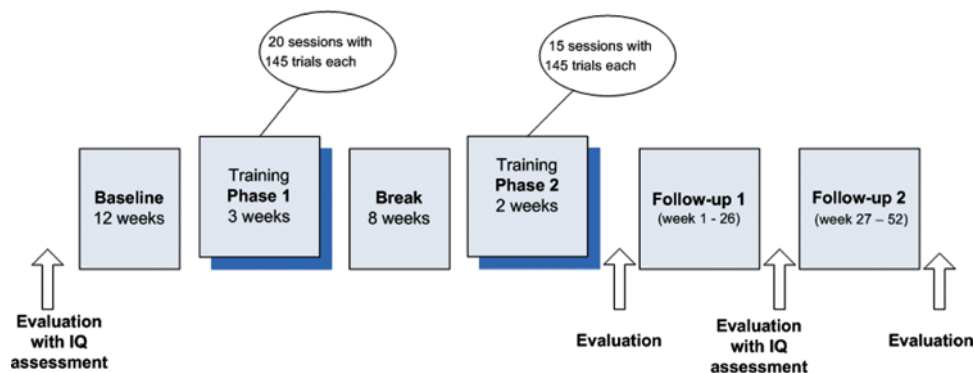 20 sessions with
145 trials each
15 sessions with
145 trials each
Baseline
12 weeks
Training
Phase 1
3 weeks
Break
8 weeks
Training
Phase 2
2 weeks
Follow-up 1
(week 1 - 26)
Follow-up 2
(week 27 – 52)
Evaluation
with IQ
assessment
Evaluation
Evaluation
with IQ
assessment
Evaluation